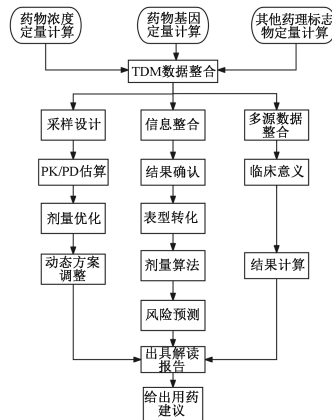 药物浓度
定量计算
药物基因
定量计算
其他药理标志
物定量计算
TDM数据整合
采样设计
信息整合
多源数据
整合
PK/PD估算
结果确认
临床意义
剂量优化
表型转化
动态方案
调整
剂量算法
结果计算
风险预测
出具解读
报告
给出用药
建议